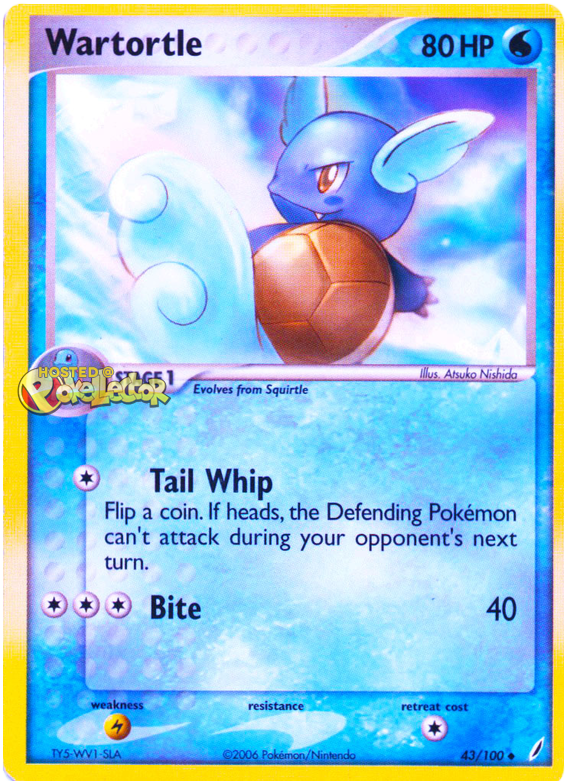 Wartortle 80 HP
Illus. Atsuko Nishida
HOSTED @
STAGE 1
Pokéllector
Evolves from Squirtle
Tail Whip
Flip a coin. If heads, the Defending Pokémon
can't attack during your opponent's next
turn.
Bite 40
weakness resistance retreat cost
TY5-WV1-SLA ©2006 Pokémon/Nintendo 43/100